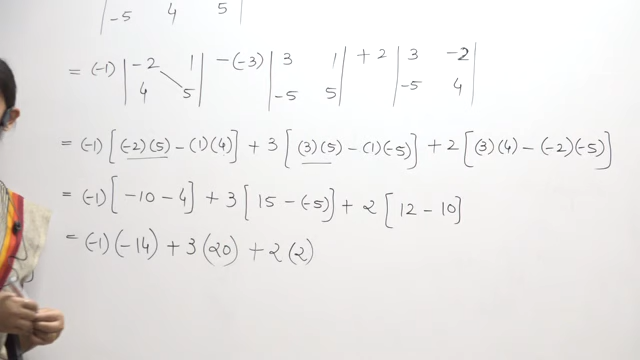 | -5 4 5 |
= (-1) | -2 1 | -(-3) | 3 1 | +2 | 3 -2 |
| 4 5 | | -5 5 | | -5 4 |
= (-1) [(-2)(5) - (1)(4)] + 3 [(3)(5) - (1)(-5)] + 2 [(3)(4) - (-2)(-5)]
= (-1) [-10 - 4] + 3 [15 - (-5)] + 2 [12 - 10]
= (-1) (-14) + 3 (20) + 2 (2)